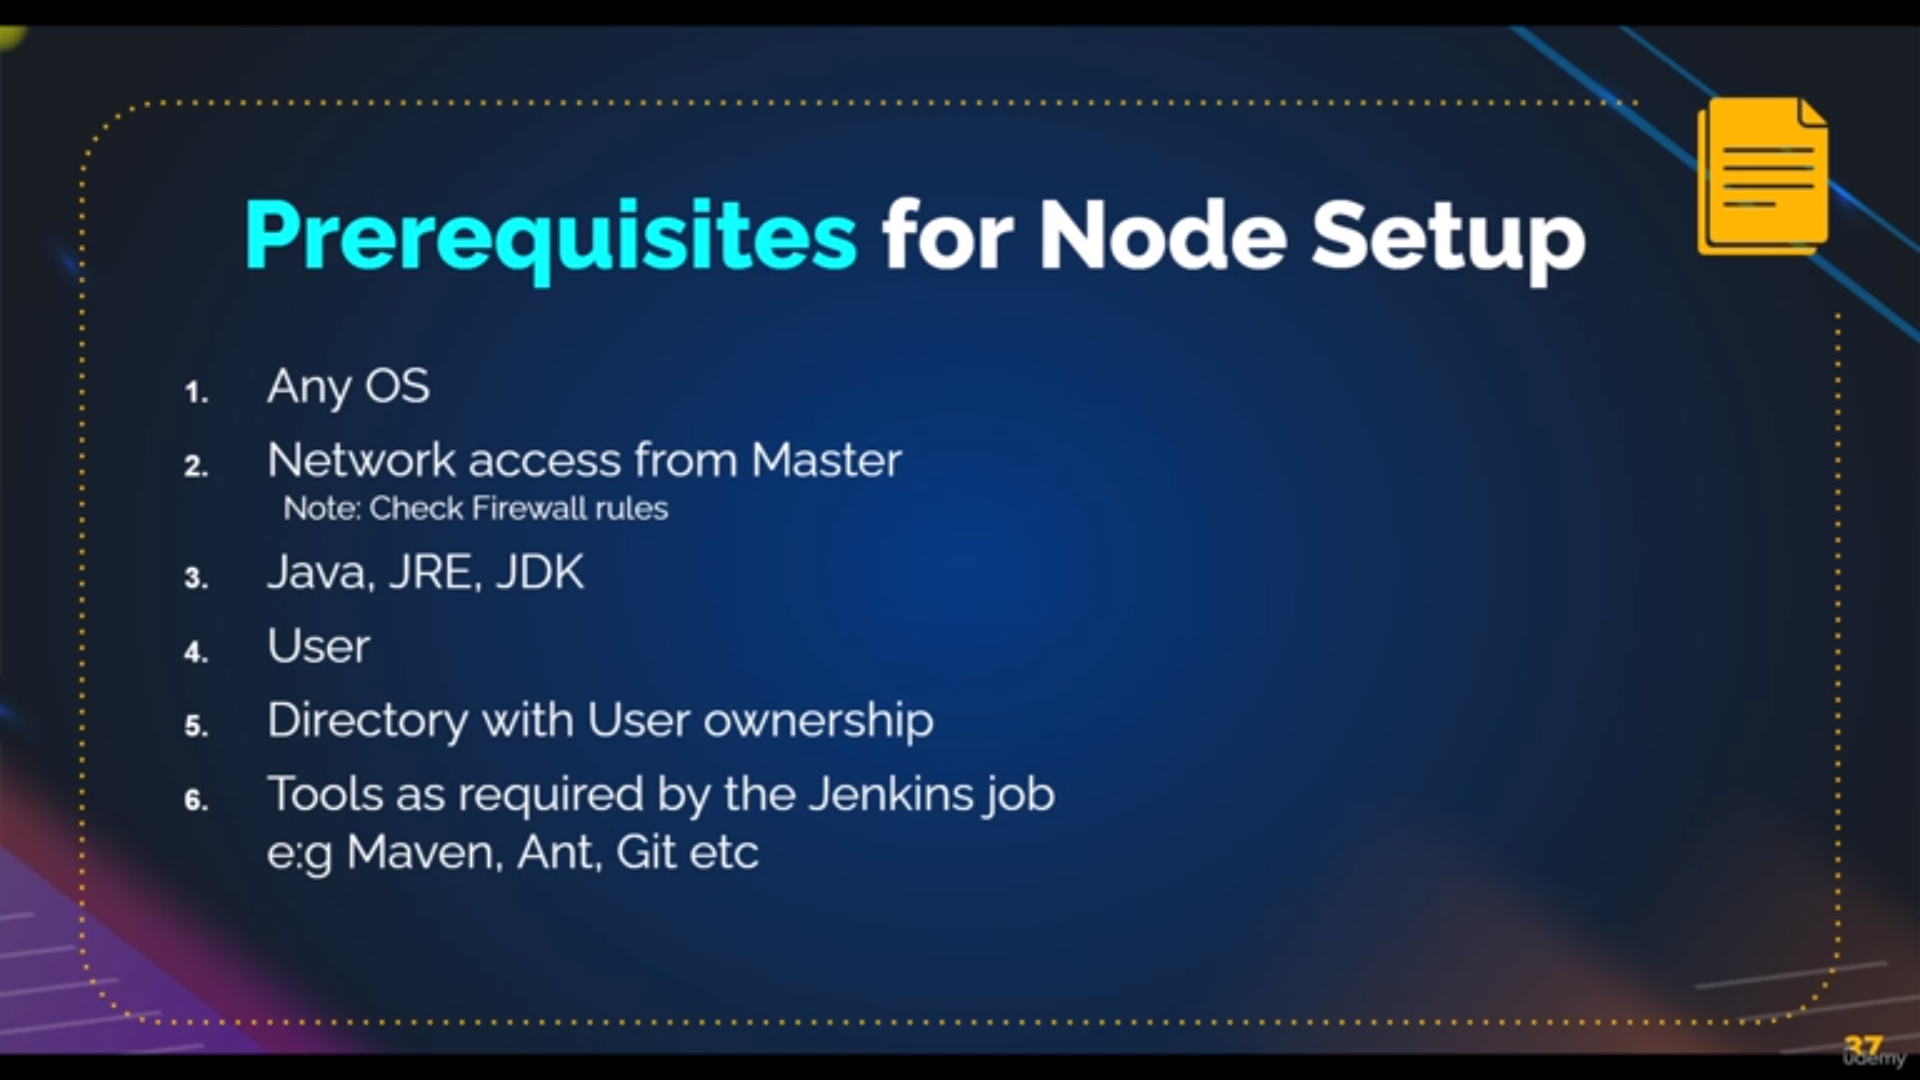 Prerequisites for Node Setup
1. Any OS
2. Network access from Master
Note: Check Firewall rules
3. Java, JRE, JDK
4. User
5. Directory with User ownership
6. Tools as required by the Jenkins job
e:g Maven, Ant, Git etc
37
ûdemy